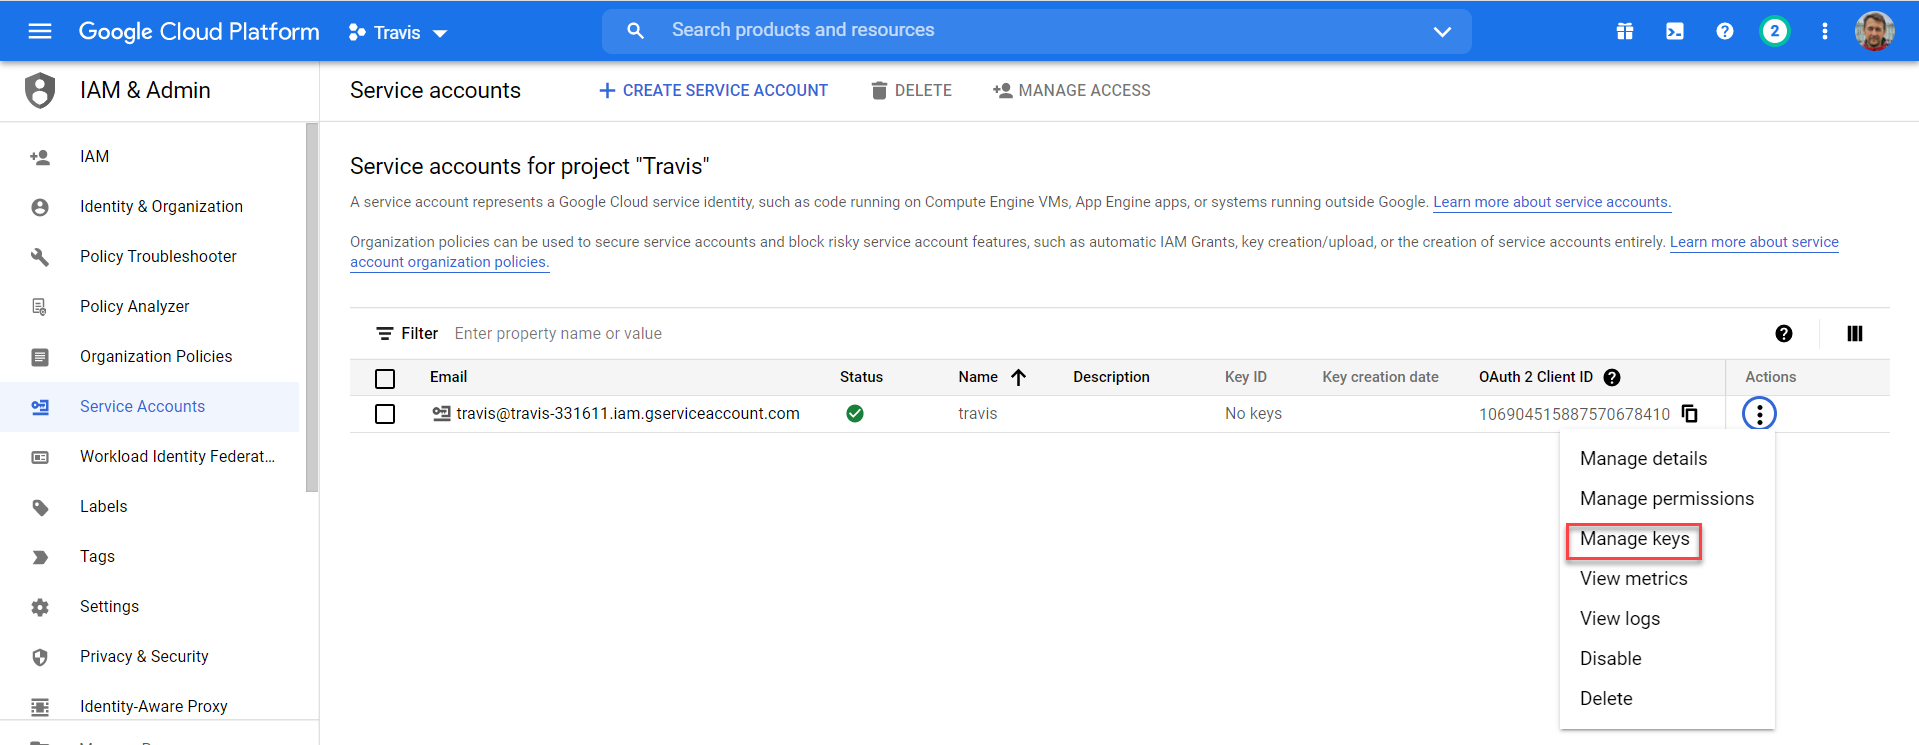 Google Cloud Platform
Travis
Search products and resources
2
IAM & Admin
Service accounts
CREATE SERVICE ACCOUNT
DELETE
MANAGE ACCESS
IAM
Identity & Organization
Policy Troubleshooter
Policy Analyzer
Organization Policies
Service Accounts
Workload Identity Federat...
Labels
Tags
Settings
Privacy & Security
Identity-Aware Proxy
Service accounts for project "Travis"
A service account represents a Google Cloud service identity, such as code running on Compute Engine VMs, App Engine apps, or systems running outside Google. Learn more about service accounts.
Organization policies can be used to secure service accounts and block risky service account features, such as automatic IAM Grants, key creation/upload, or the creation of service accounts entirely. Learn more about service
account organization policies.
Filter Enter property name or value
Email Status Name Description Key ID Key creation date OAuth 2 Client ID Actions
travis@travis-331611.iam.gserviceaccount.com travis No keys 106904515887570678410
Manage details
Manage permissions
Manage keys
View metrics
View logs
Disable
Delete